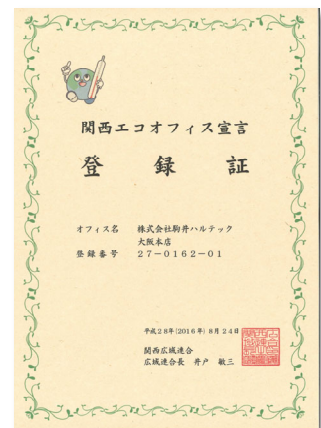 関西エコオフィス宣言
登録証
オフィス名 株式会社駒井ハルテック
大阪本店
登録番号 27-0162-01
平成28年(2016年)8月24日
関西広域連合
広域連合長 井戸 敏三